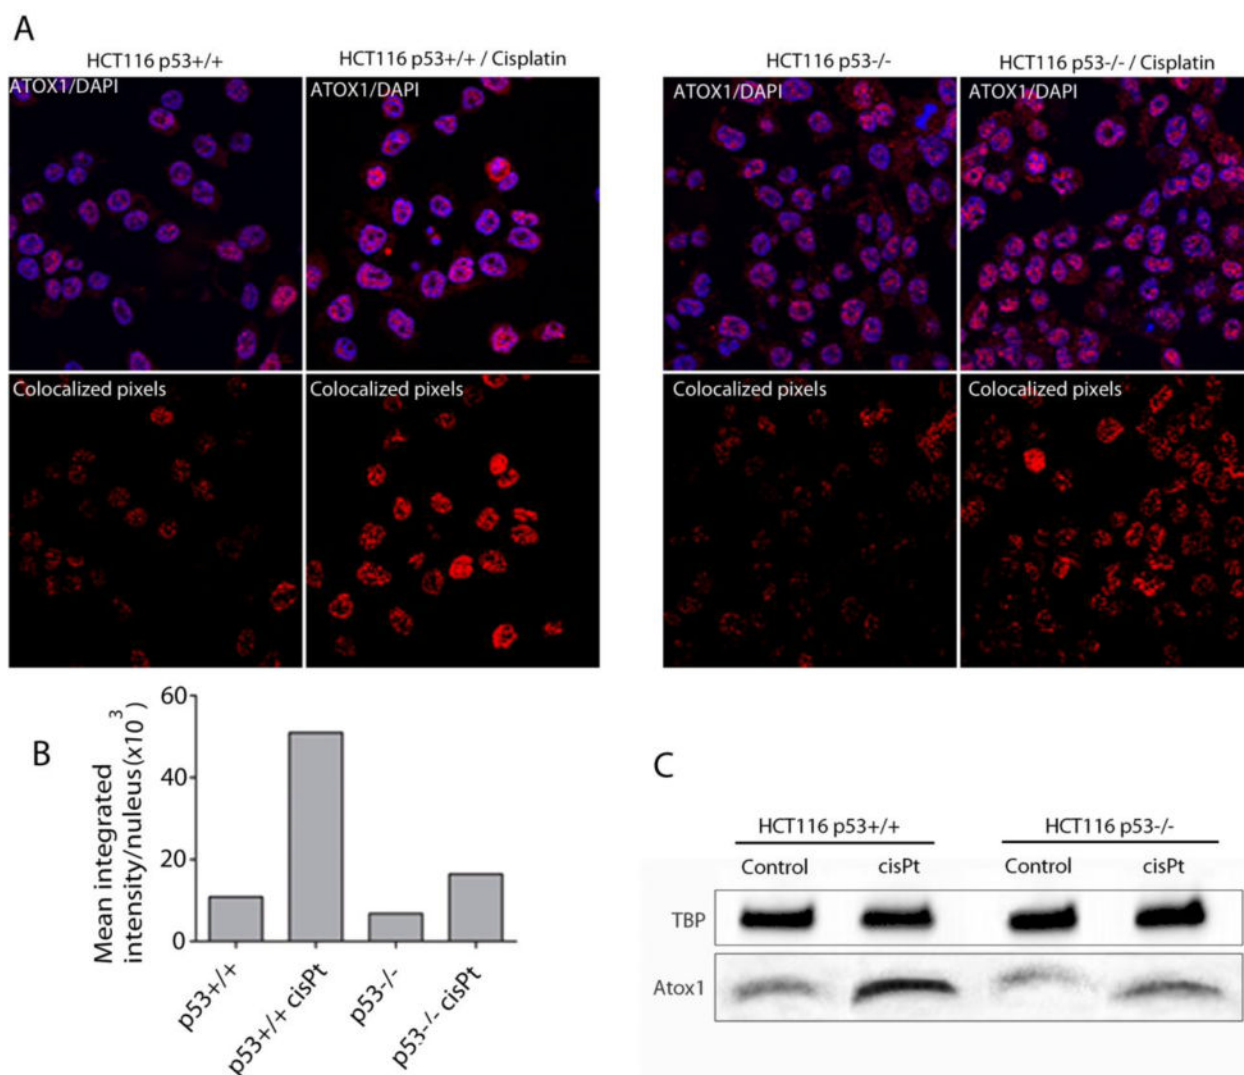 A
HCT116 p53+/+
HCT116 p53+/+ / Cisplatin
HCT116 p53-/-
HCT116 p53-/- / Cisplatin
ATOX1/DAPI
ATOX1/DAPI
ATOX1/DAPI
ATOX1/DAPI
Colocalized pixels
Colocalized pixels
Colocalized pixels
Colocalized pixels
B
Mean integrated
intensity/nuleus(x10³)
60
40
20
0
p53+/+
p53+/+ cisPt
p53-/-
p53-/- cisPt
C
HCT116 p53+/+
HCT116 p53-/-
Control
cisPt
Control
cisPt
TBP
Atox1